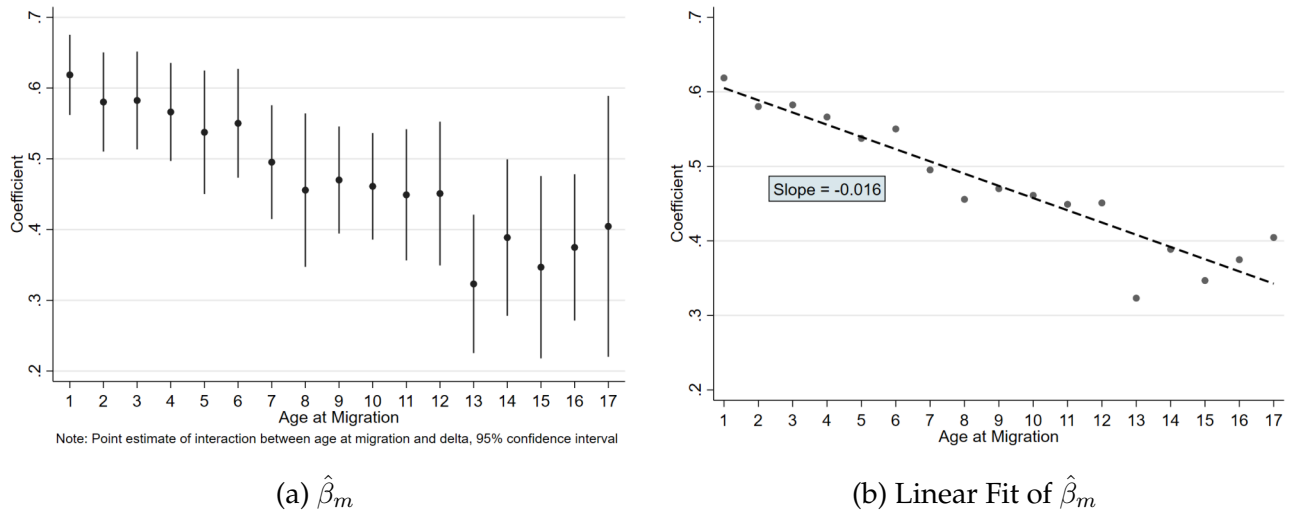 .7
.6
.5
.4
.3
.2
Coefficient
1 2 3 4 5 6 7 8 9 10 11 12 13 14 15 16 17
Age at Migration
Note: Point estimate of interaction between age at migration and delta, 95% confidence interval
(a) β̂m
.7
.6
.5
.4
.3
.2
Coefficient
Slope = -0.016
1 2 3 4 5 6 7 8 9 10 11 12 13 14 15 16 17
Age at Migration
(b) Linear Fit of β̂m